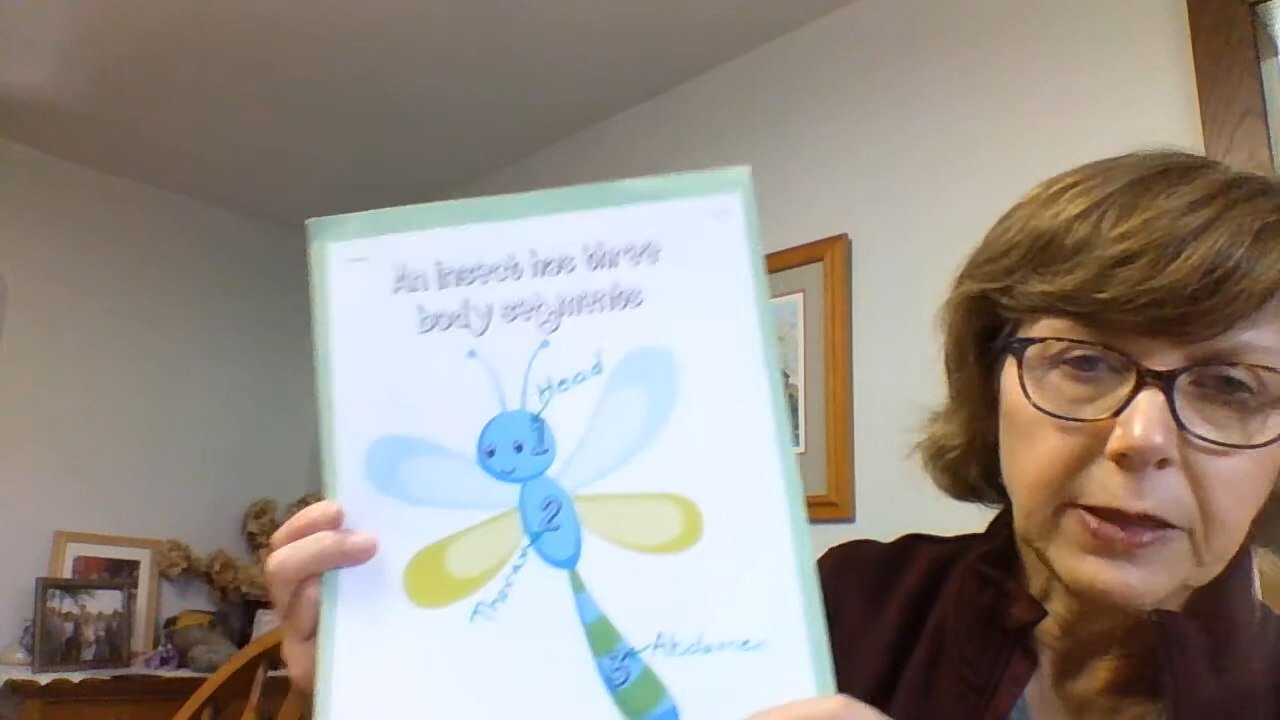 An insect has three
body segments
Head
1
2
Thorax
3
Abdomen